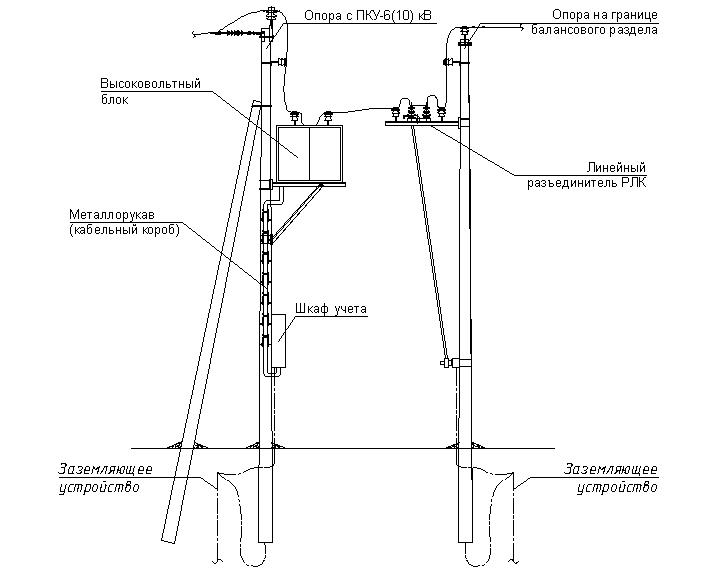 Опора с ПКУ-6(10) кВ
Опора на границе
балансового раздела
Высоковольтный
блок
Линейный
разъединитель РЛК
Металлорукав
(кабельный короб)
Шкаф учета
Заземляющее
устройство
Заземляющее
устройство